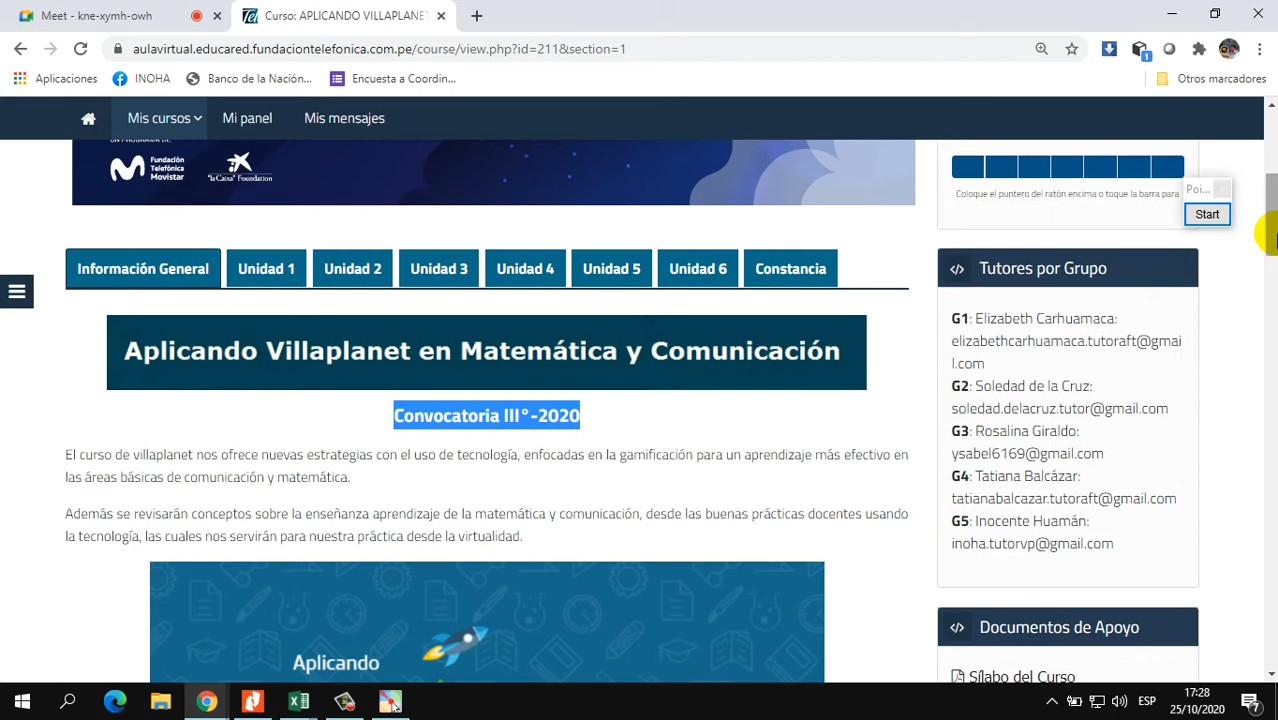 Meet - kne-xymh-owh
Curso: APLICANDO VILLAPLANET
aulavirtual.educared.fundaciontelefonica.com.pe/course/view.php?id=211&section=1
Aplicaciones
INOHA
Banco de la Nación...
Encuesta a Coordin...
Otros marcadores
Mis cursos
Mi panel
Mis mensajes
Fundación
Telefónica
Movistar
"la Caixa" Foundation
Coloque el puntero del ratón encima o toque la barra para
Poi...
Start
Información General
Unidad 1
Unidad 2
Unidad 3
Unidad 4
Unidad 5
Unidad 6
Constancia
Aplicando Villaplanet en Matemática y Comunicación
Convocatoria III°-2020
El curso de villaplanet nos ofrece nuevas estrategias con el uso de tecnología, enfocadas en la gamificación para un aprendizaje más efectivo en
las áreas básicas de comunicación y matemática.
Además se revisarán conceptos sobre la enseñanza aprendizaje de la matemática y comunicación, desde las buenas prácticas docentes usando
la tecnología, las cuales nos servirán para nuestra práctica desde la virtualidad.
Aplicando
Tutores por Grupo
G1: Elizabeth Carhuamaca:
elizabethcarhuamaca.tutoraft@gmai
l.com
G2: Soledad de la Cruz:
soledad.delacruz.tutor@gmail.com
G3: Rosalina Giraldo:
ysabel6169@gmail.com
G4: Tatiana Balcázar:
tatianabalcazar.tutoraft@gmail.com
G5: Inocente Huamán:
inoha.tutorvp@gmail.com
Documentos de Apoyo
Sílabo del Curso
ESP
17:28
25/10/2020
7